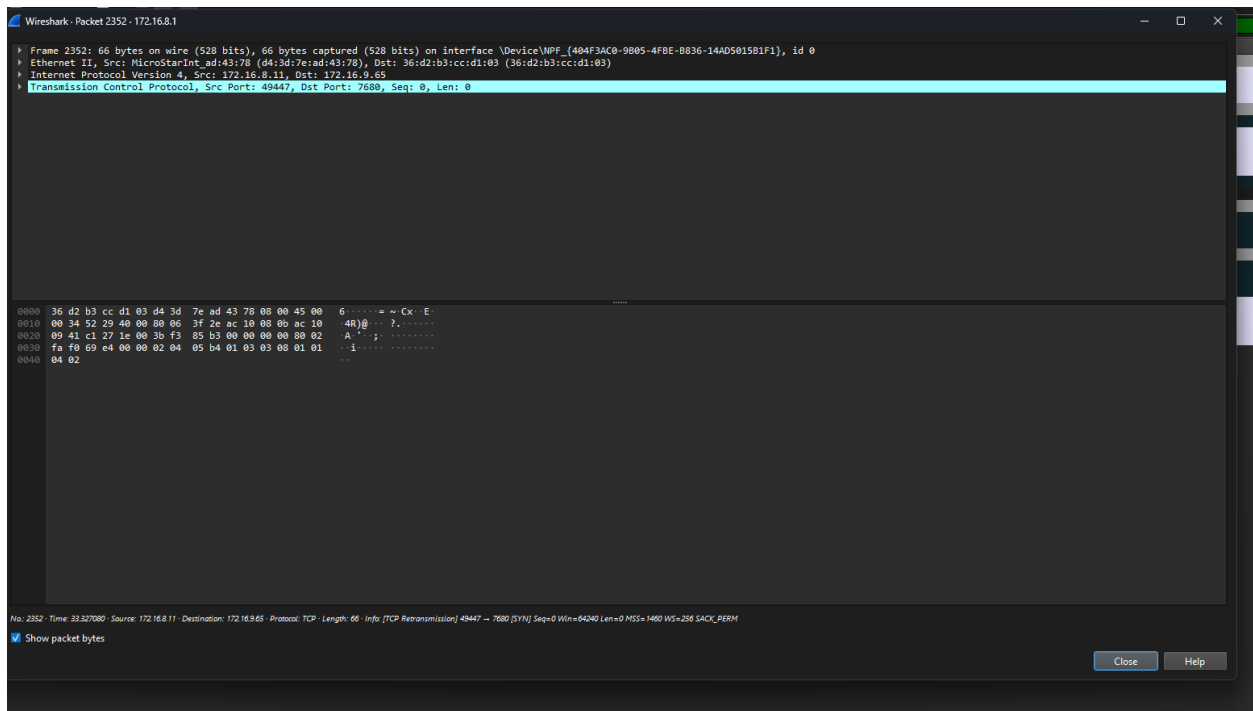 Wireshark · Packet 2352 · 172.16.8.1
Frame 2352: 66 bytes on wire (528 bits), 66 bytes captured (528 bits) on interface \Device\NPF_{404F3AC0-9B05-4FBE-B836-14AD5015B1F1}, id 0
Ethernet II, Src: MicroStarInt_ad:43:78 (d4:3d:7e:ad:43:78), Dst: 36:d2:b3:cc:d1:03 (36:d2:b3:cc:d1:03)
Internet Protocol Version 4, Src: 172.16.8.11, Dst: 172.16.9.65
Transmission Control Protocol, Src Port: 49447, Dst Port: 7680, Seq: 0, Len: 0
0000 36 d2 b3 cc d1 03 d4 3d 7e ad 43 78 08 00 45 00 6······= ~·Cx··E·
0010 00 34 52 29 40 00 80 06 3f 2e ac 10 08 0b ac 10 ·4R)@··· ?.······
0020 09 41 c1 27 1e 00 3b f3 85 b3 00 00 00 00 80 02 ·A·'··;· ········
0030 fa f0 69 e4 00 00 02 04 05 b4 01 03 03 08 01 01 ··i····· ········
0040 04 02 ··
No.: 2352 · Time: 33.327080 · Source: 172.16.8.11 · Destination: 172.16.9.65 · Protocol: TCP · Length: 66 · Info: [TCP Retransmission] 49447 → 7680 [SYN] Seq=0 Win=64240 Len=0 MSS=1460 WS=256 SACK_PERM
Show packet bytes
Close Help